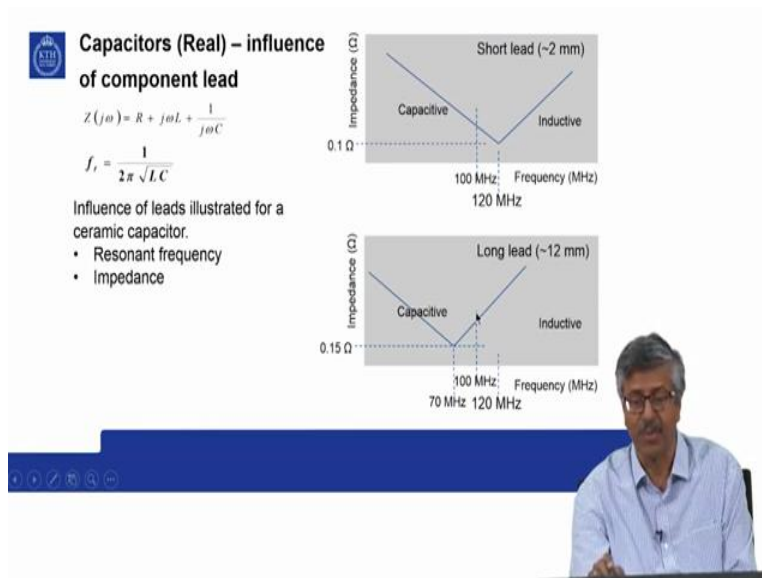 KTH
Capacitors (Real) – influence
of component lead
Z(jω) = R + jωL + 1/jωC
f_r = 1/2π√LC
Influence of leads illustrated for a
ceramic capacitor.
• Resonant frequency
• Impedance
Impedance (Ω)
Short lead (~2 mm)
Capacitive
Inductive
0.1 Ω
100 MHz
Frequency (MHz)
120 MHz
Impedance (Ω)
Long lead (~12 mm)
Capacitive
Inductive
0.15 Ω
100 MHz
Frequency (MHz)
70 MHz
120 MHz